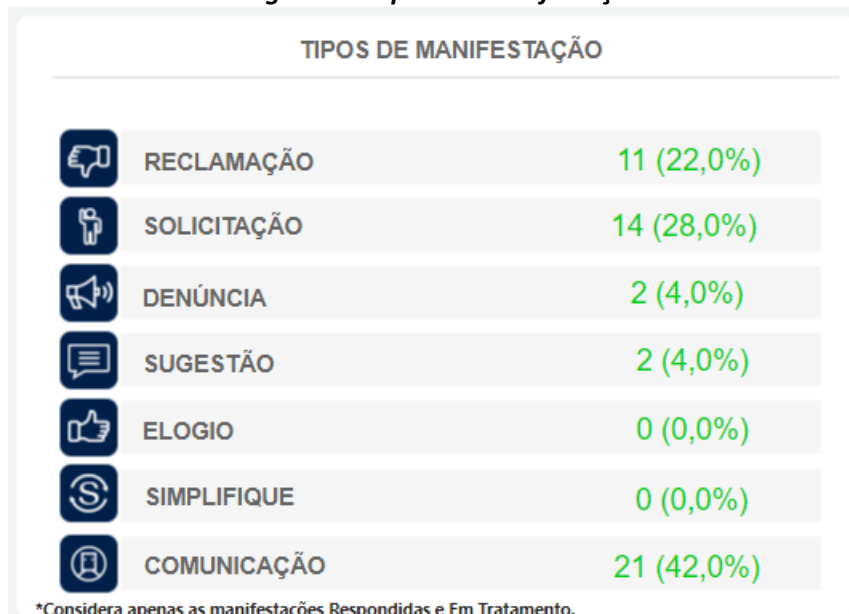 TIPOS DE MANIFESTAÇÃO
RECLAMAÇÃO 11 (22,0%)
SOLICITAÇÃO 14 (28,0%)
DENÚNCIA 2 (4,0%)
SUGESTÃO 2 (4,0%)
ELOGIO 0 (0,0%)
SIMPLIFIQUE 0 (0,0%)
COMUNICAÇÃO 21 (42,0%)
*Considera apenas as manifestações Respondidas e Em Tratamento.